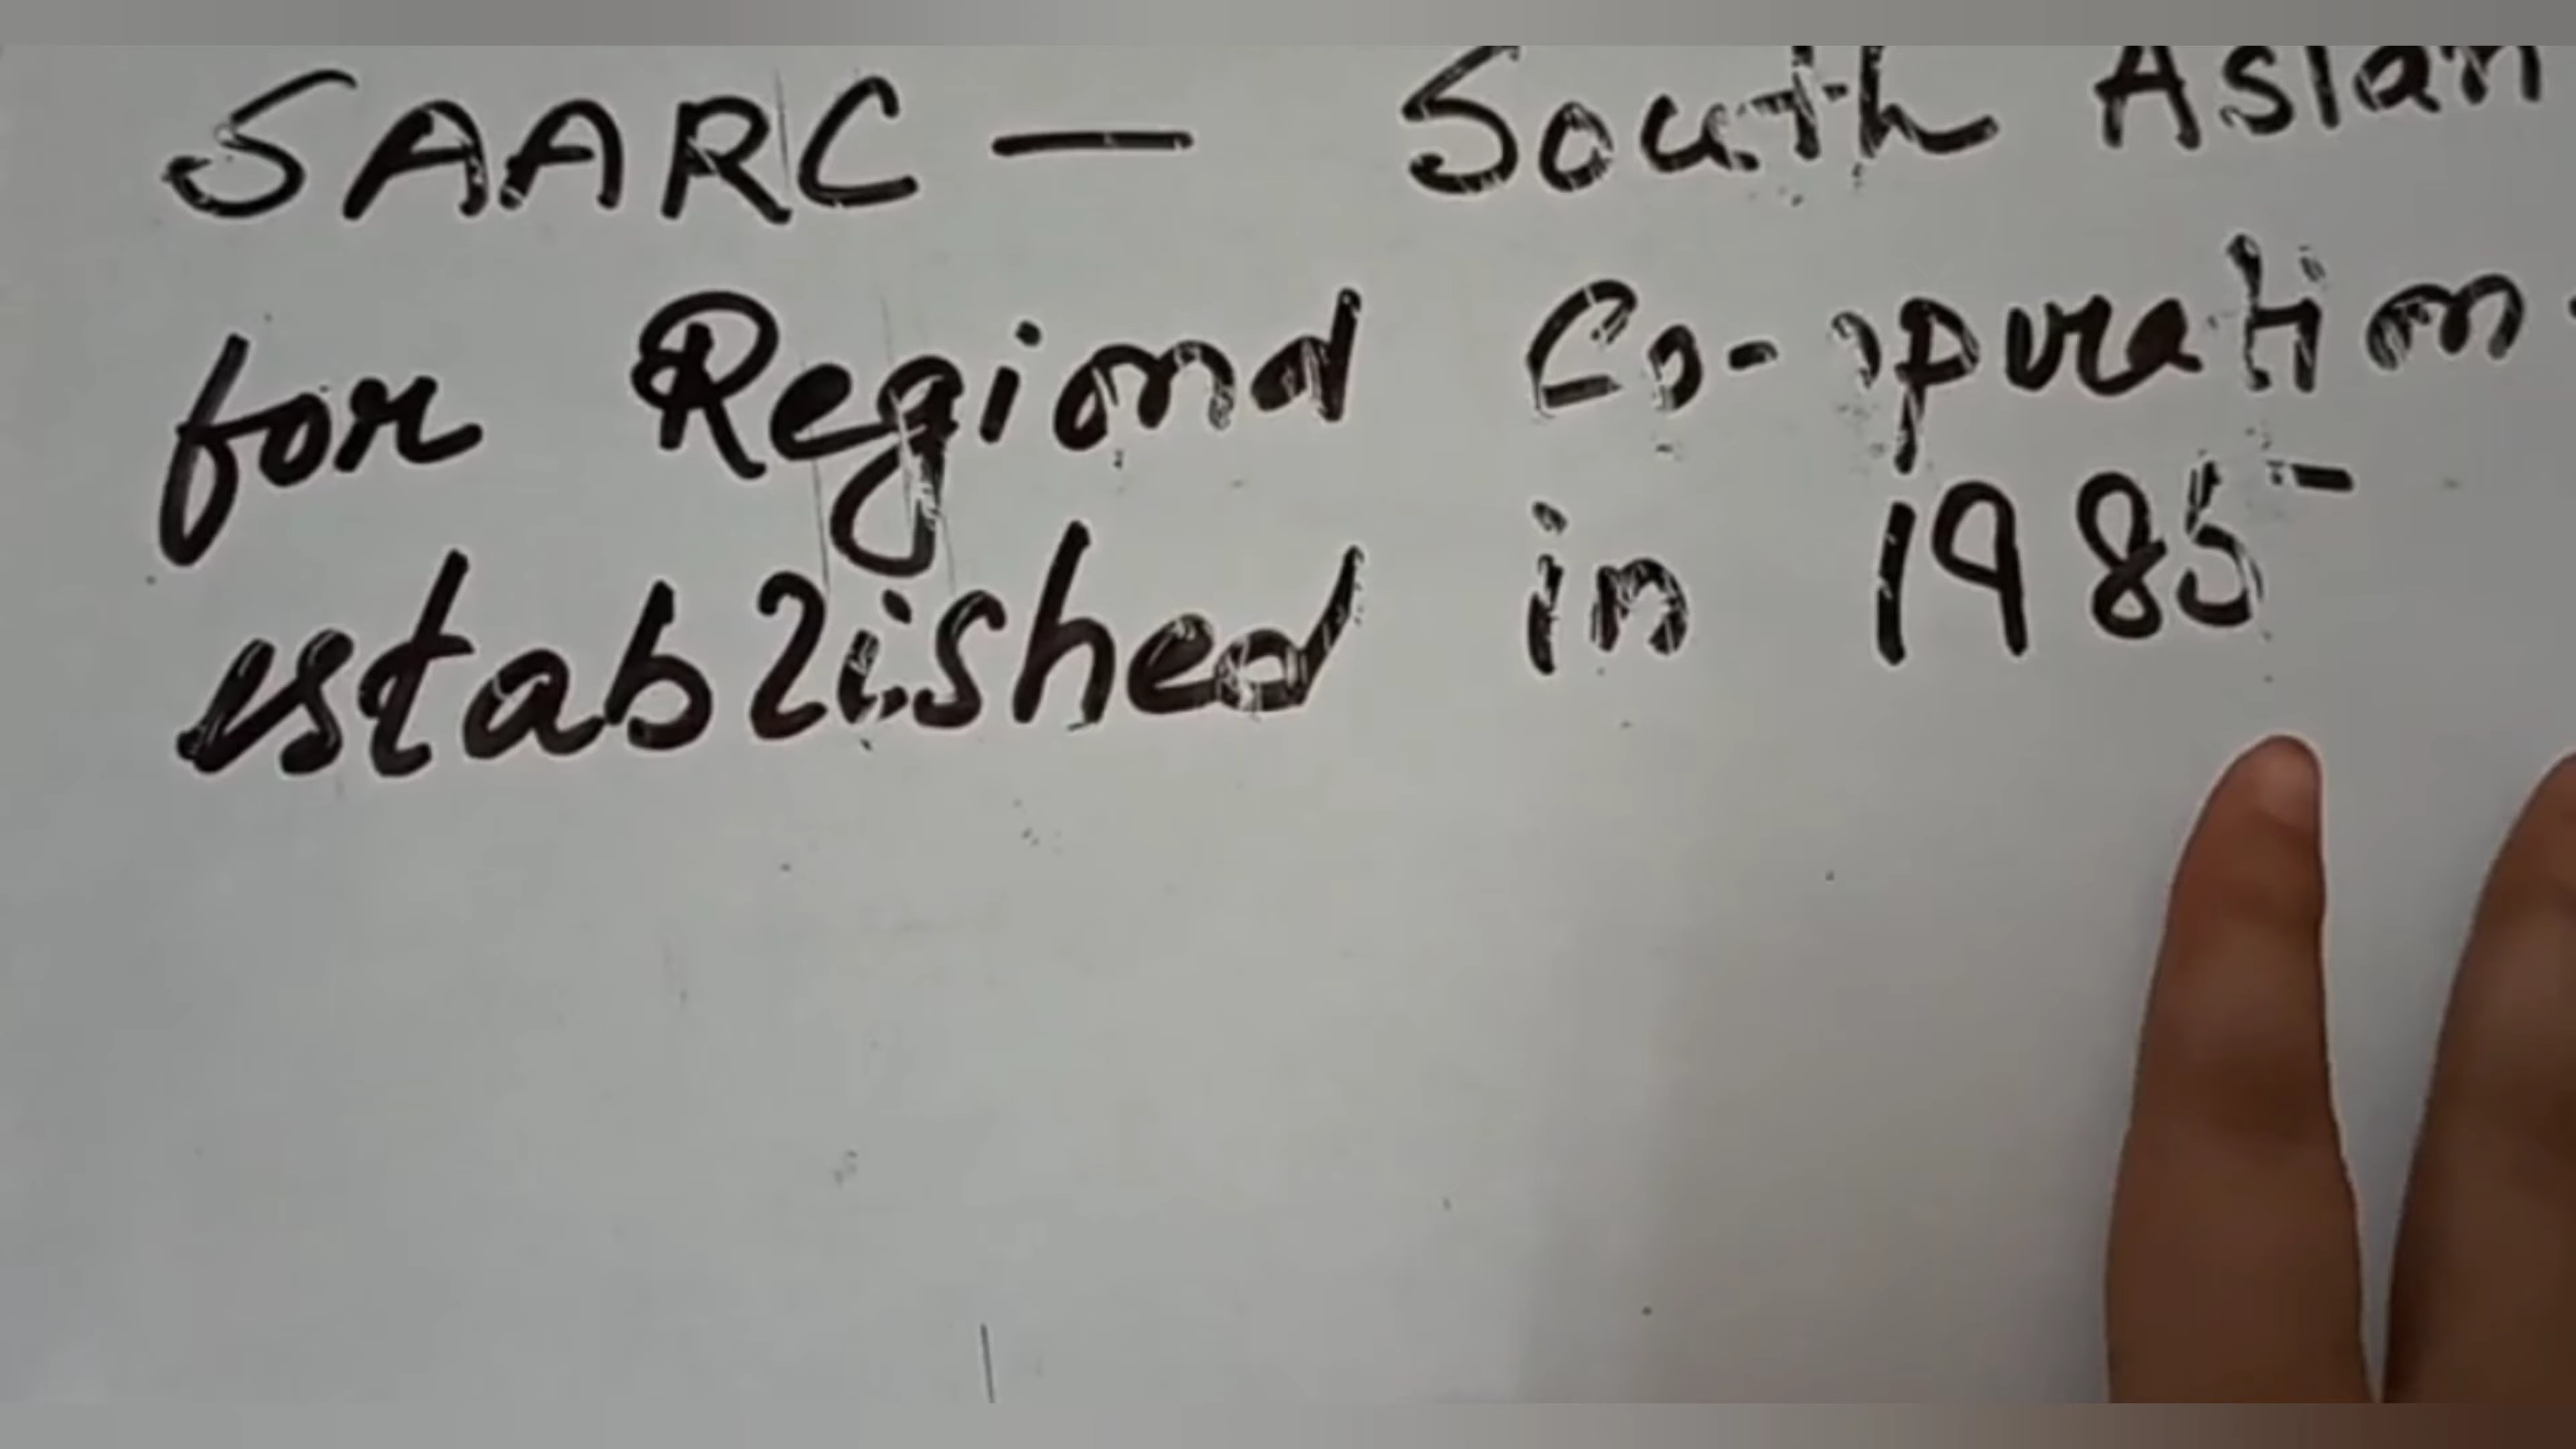 SAARC — South Asian
for Regional Co-operation.
established in 1985